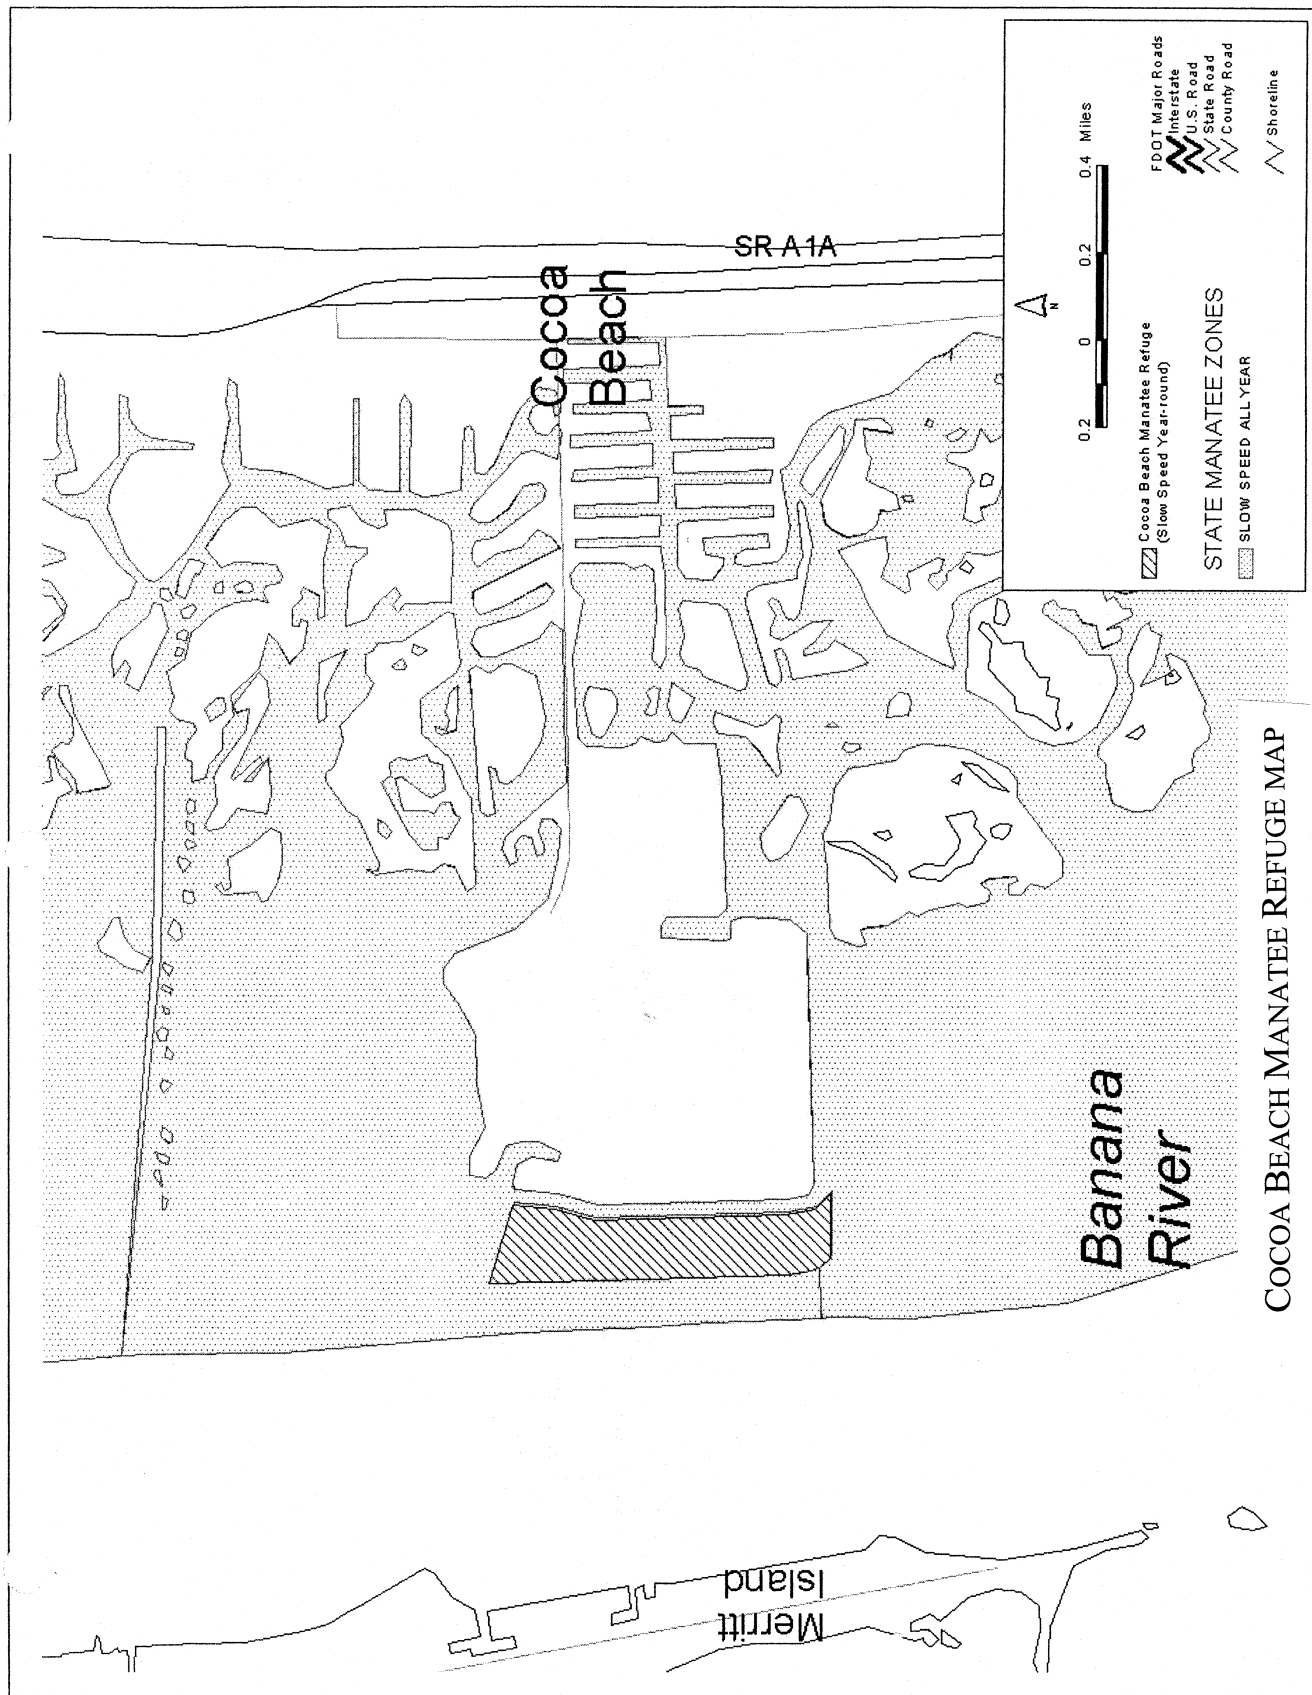 SR A1A
Cocoa
Beach
Banana
River
Merritt
Island
0.2 0 0.2 0.4 Miles
N
Cocoa Beach Manatee Refuge
(Slow Speed Year-round)
STATE MANATEE ZONES
SLOW SPEED ALL YEAR
FDOT Major Roads
Interstate
U.S. Road
State Road
County Road
Shoreline
COCOA BEACH MANATEE REFUGE MAP